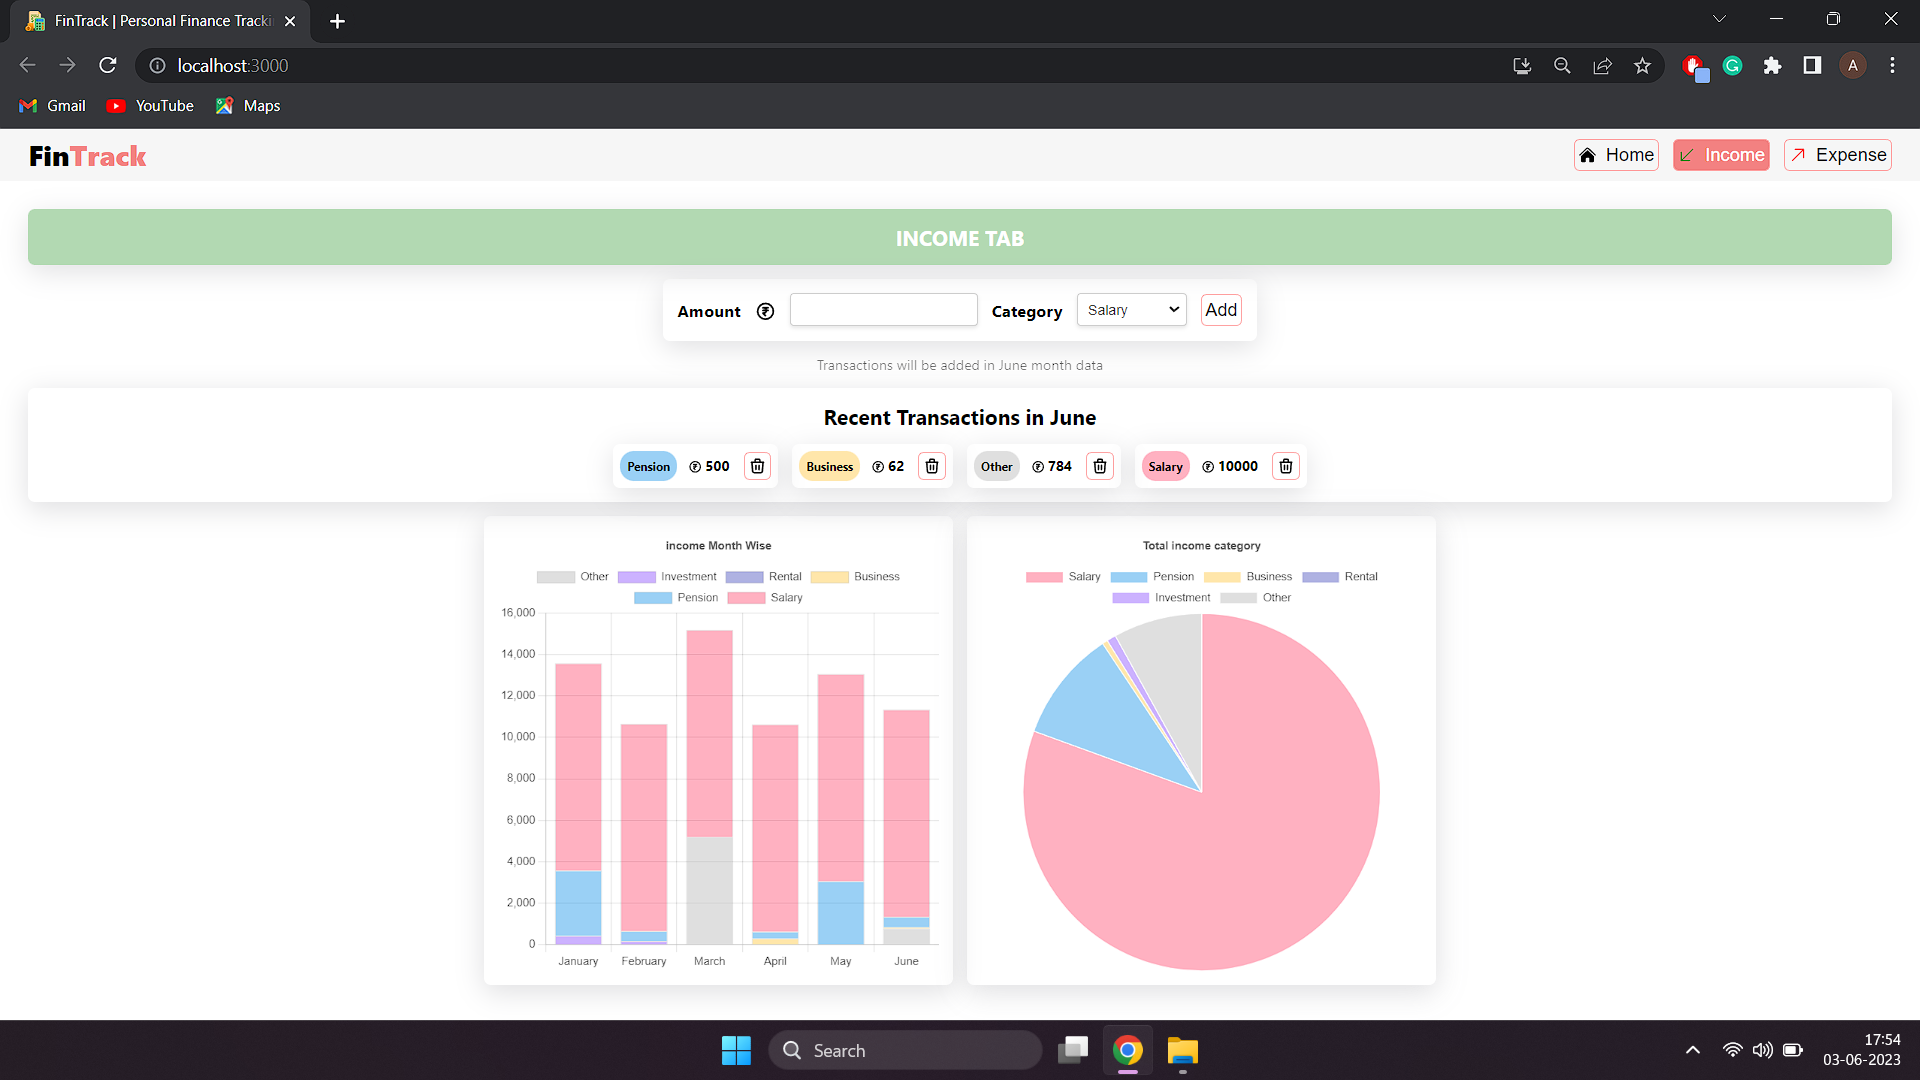 FinTrack | Personal Finance Tracki
localhost:3000
A
Gmail YouTube Maps
FinTrack Home Income Expense
INCOME TAB
Amount Category Salary Add
Transactions will be added in June month data
Recent Transactions in June
Pension ₹ 500 Business ₹ 62 Other ₹ 784 Salary ₹ 10000
income Month Wise
Other Investment Rental Business
Pension Salary
16,000
14,000
12,000
10,000
8,000
6,000
4,000
2,000
0
January February March April May June
Total income category
Salary Pension Business Rental
Investment Other
Search
17:54
03-06-2023